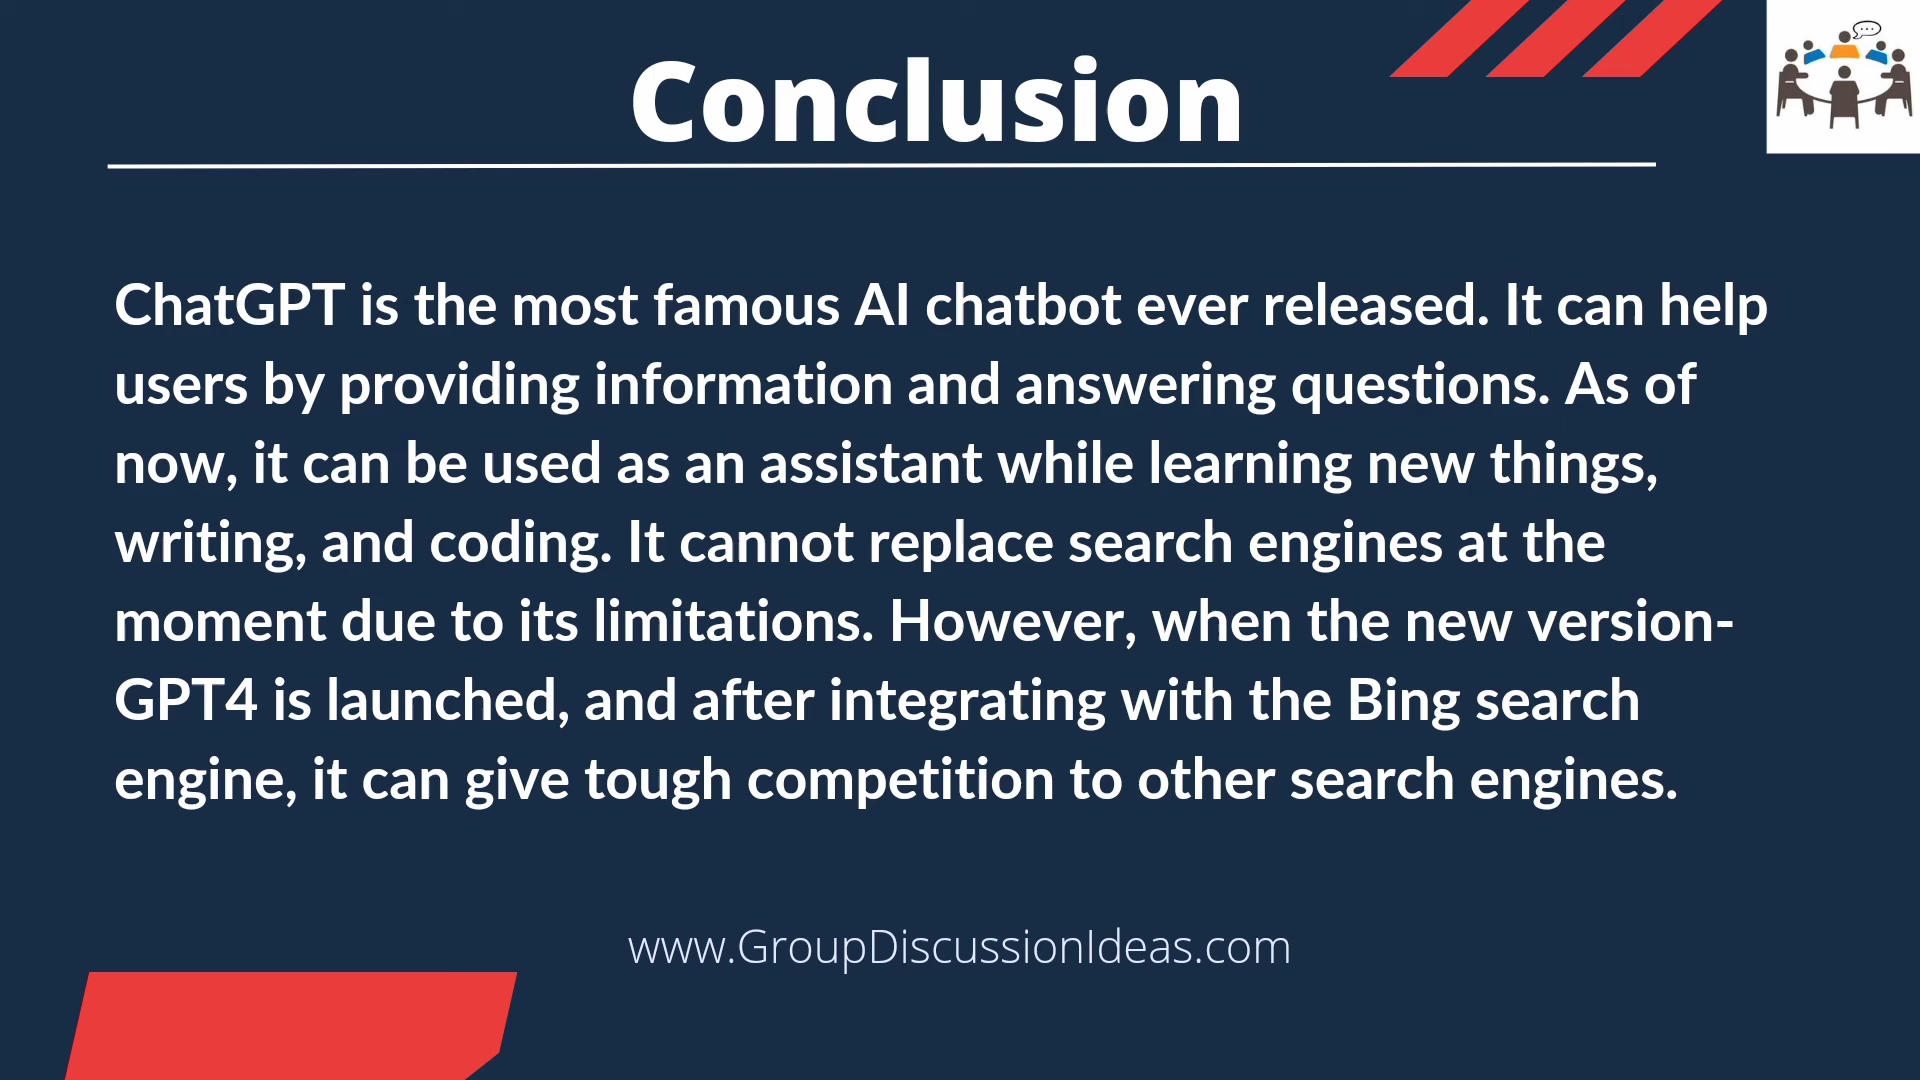 Conclusion
ChatGPT is the most famous AI chatbot ever released. It can help
users by providing information and answering questions. As of
now, it can be used as an assistant while learning new things,
writing, and coding. It cannot replace search engines at the
moment due to its limitations. However, when the new version-
GPT4 is launched, and after integrating with the Bing search
engine, it can give tough competition to other search engines.
www.GroupDiscussionIdeas.com